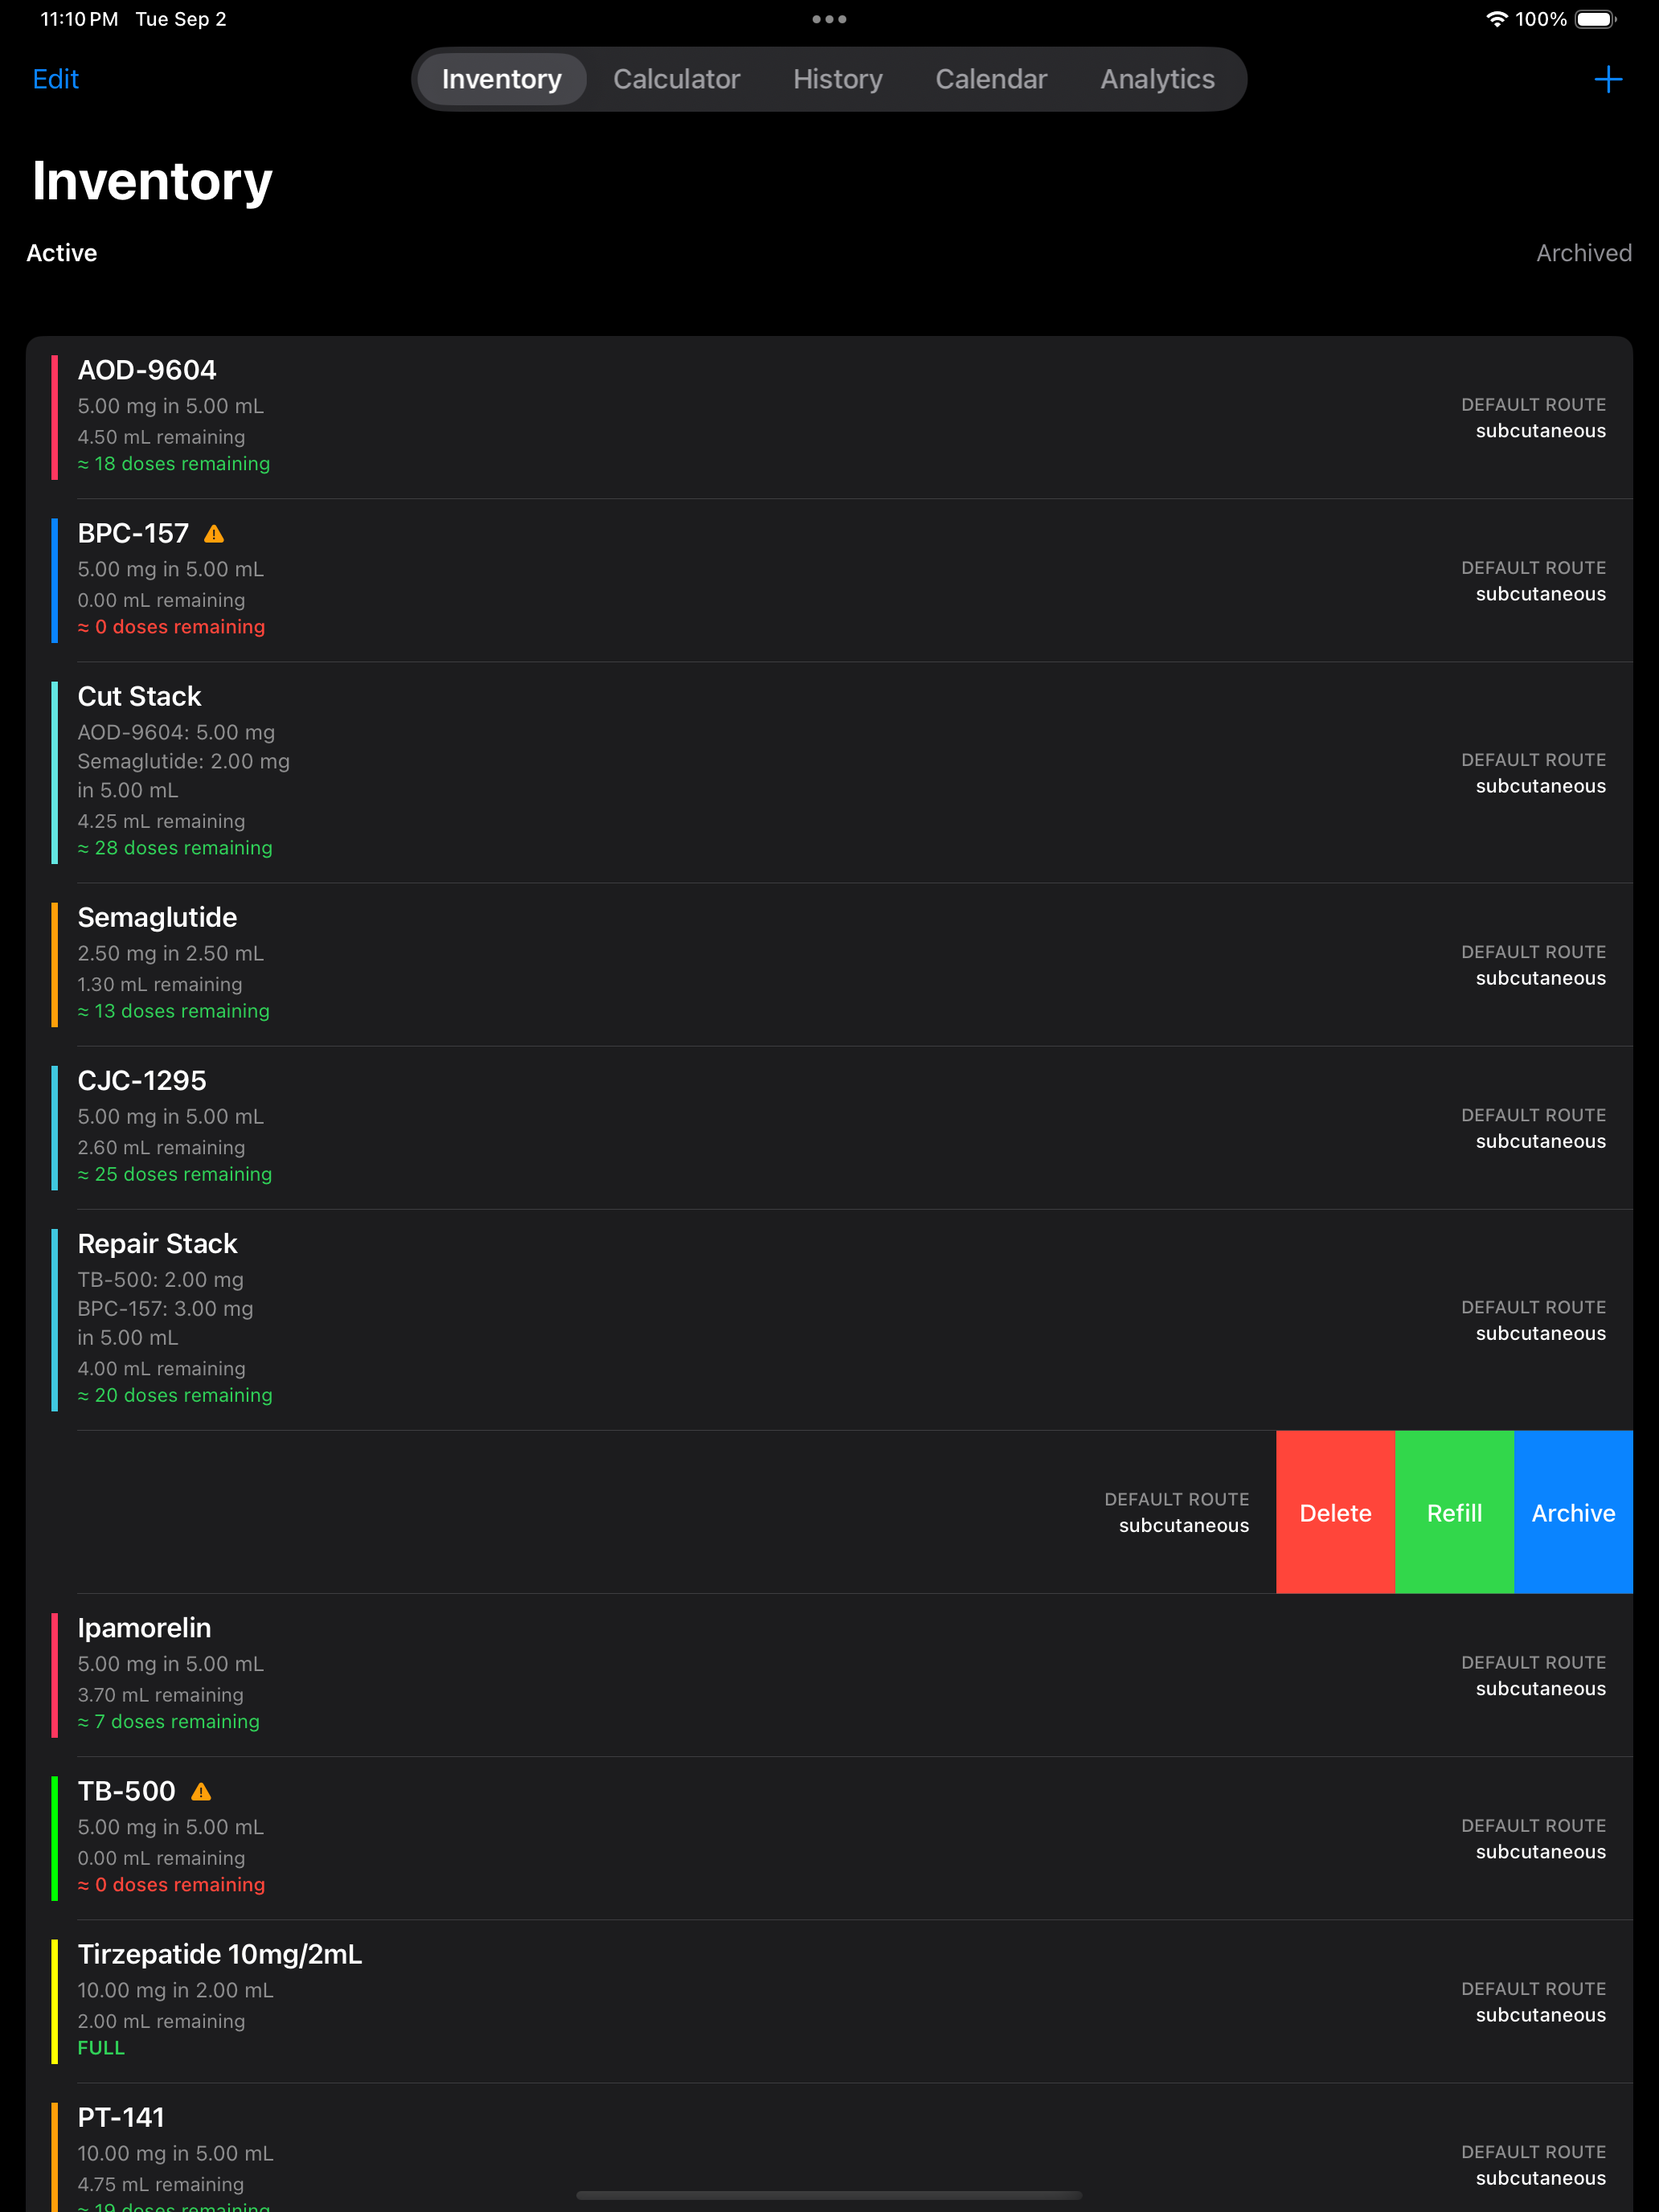 11:10 PM Tue Sep 2
100%
Edit
Inventory Calculator History Calendar Analytics
+
Inventory
Active
Archived
AOD-9604
5.00 mg in 5.00 mL
4.50 mL remaining
≈ 18 doses remaining
DEFAULT ROUTE
subcutaneous
BPC-157
5.00 mg in 5.00 mL
0.00 mL remaining
≈ 0 doses remaining
DEFAULT ROUTE
subcutaneous
Cut Stack
AOD-9604: 5.00 mg
Semaglutide: 2.00 mg
in 5.00 mL
4.25 mL remaining
≈ 28 doses remaining
DEFAULT ROUTE
subcutaneous
Semaglutide
2.50 mg in 2.50 mL
1.30 mL remaining
≈ 13 doses remaining
DEFAULT ROUTE
subcutaneous
CJC-1295
5.00 mg in 5.00 mL
2.60 mL remaining
≈ 25 doses remaining
DEFAULT ROUTE
subcutaneous
Repair Stack
TB-500: 2.00 mg
BPC-157: 3.00 mg
in 5.00 mL
4.00 mL remaining
≈ 20 doses remaining
DEFAULT ROUTE
subcutaneous
DEFAULT ROUTE
subcutaneous
Delete
Refill
Archive
Ipamorelin
5.00 mg in 5.00 mL
3.70 mL remaining
≈ 7 doses remaining
DEFAULT ROUTE
subcutaneous
TB-500
5.00 mg in 5.00 mL
0.00 mL remaining
≈ 0 doses remaining
DEFAULT ROUTE
subcutaneous
Tirzepatide 10mg/2mL
10.00 mg in 2.00 mL
2.00 mL remaining
FULL
DEFAULT ROUTE
subcutaneous
PT-141
10.00 mg in 5.00 mL
4.75 mL remaining
≈ 19 doses remaining
DEFAULT ROUTE
subcutaneous